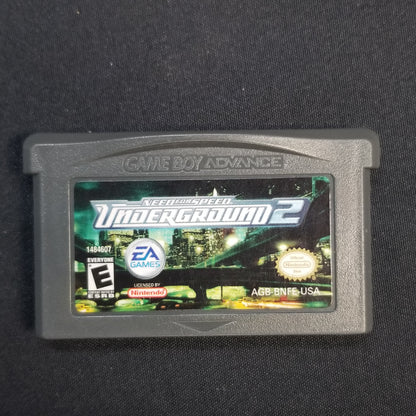 GAME BOY ADVANCE
NEED FOR SPEED
UNDERGROUND 2
1484607
EVERYONE
E
ESRB
EA
GAMES
LICENSED BY
Nintendo
AGB-BNFE-USA